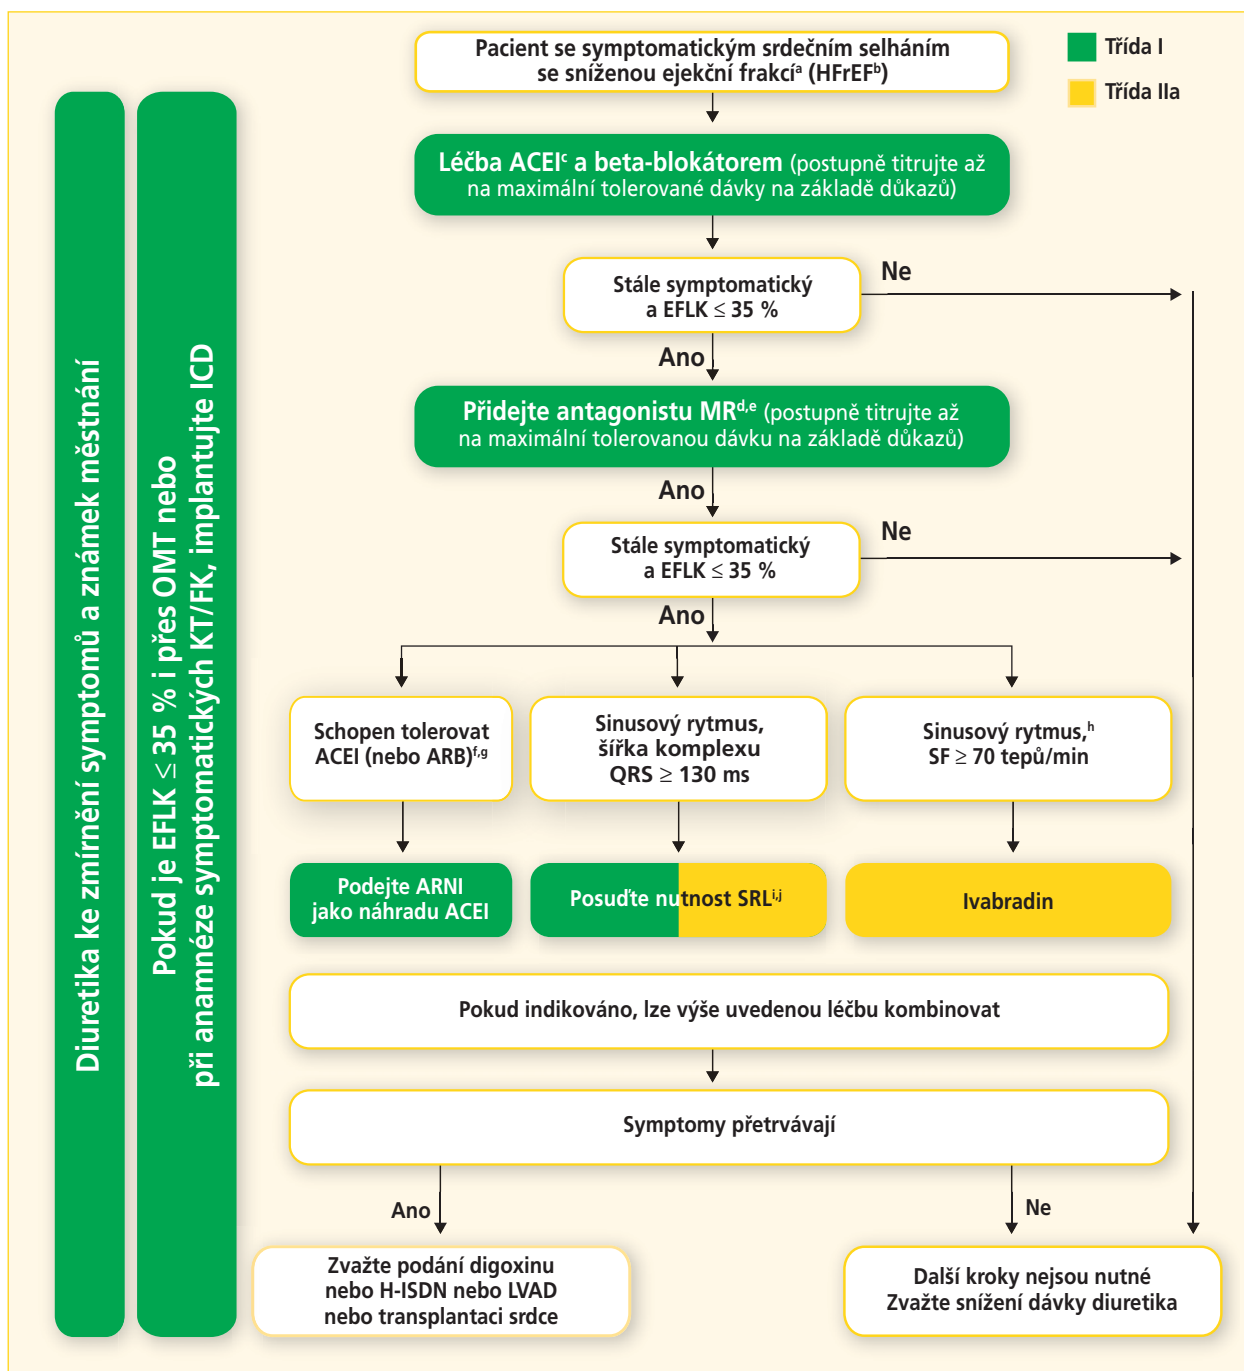 Pacient se symptomatickým srdečním selháním
se sníženou ejekční frakcíᵃ (HFrEFᵇ)
Třída I
Třída IIa
Léčba ACEIᶜ a beta-blokátorem (postupně titrujte až
na maximální tolerované dávky na základě důkazů)
Stále symptomatický
a EFLK ≤ 35 %
Ne
Ano
Přidejte antagonistu MRᵈ,ᵉ (postupně titrujte až
na maximální tolerovanou dávku na základě důkazů)
Ano
Stále symptomatický
a EFLK ≤ 35 %
Ne
Ano
Schopen tolerovat
ACEI (nebo ARB)ᶠ,ᵍ
Sinusový rytmus,
šířka komplexu
QRS ≥ 130 ms
Sinusový rytmus,ʰ
SF ≥ 70 tepů/min
Podejte ARNI
jako náhradu ACEI
Posuďte nutnost SRLⁱ,ʲ
Ivabradin
Pokud indikováno, lze výše uvedenou léčbu kombinovat
Symptomy přetrvávají
Ano
Ne
Zvažte podání digoxinu
nebo H-ISDN nebo LVAD
nebo transplantaci srdce
Další kroky nejsou nutné
Zvažte snížení dávky diuretika
Diuretika ke zmírnění symptomů a známek městnání
Pokud je EFLK ≤ 35 % i přes OMT nebo
při anamnéze symptomatických KT/FK, implantujte ICD